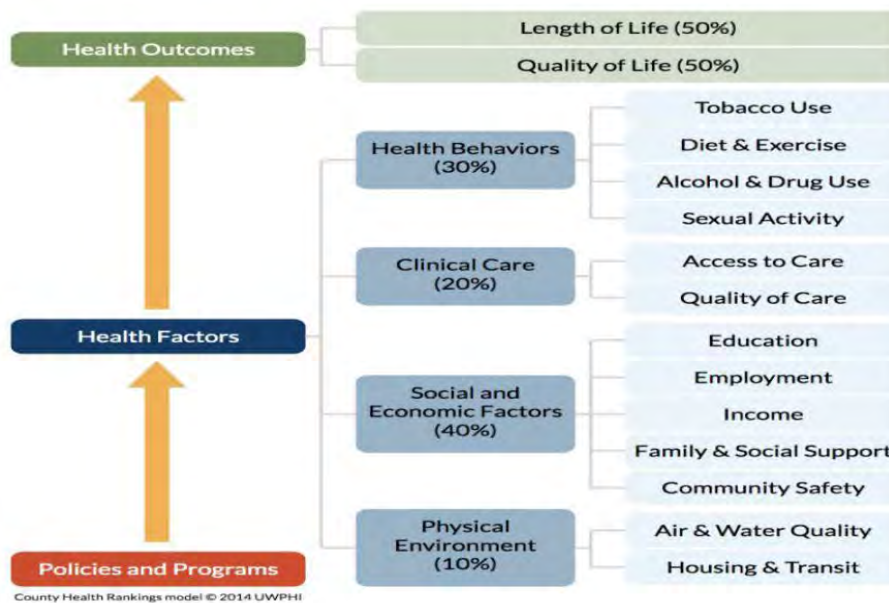 Health Outcomes
Length of Life (50%)
Quality of Life (50%)
Health Factors
Health Behaviors
(30%)
Tobacco Use
Diet & Exercise
Alcohol & Drug Use
Sexual Activity
Clinical Care
(20%)
Access to Care
Quality of Care
Social and
Economic Factors
(40%)
Education
Employment
Income
Family & Social Support
Community Safety
Physical
Environment
(10%)
Air & Water Quality
Housing & Transit
Policies and Programs
County Health Rankings model © 2014 UWPHI